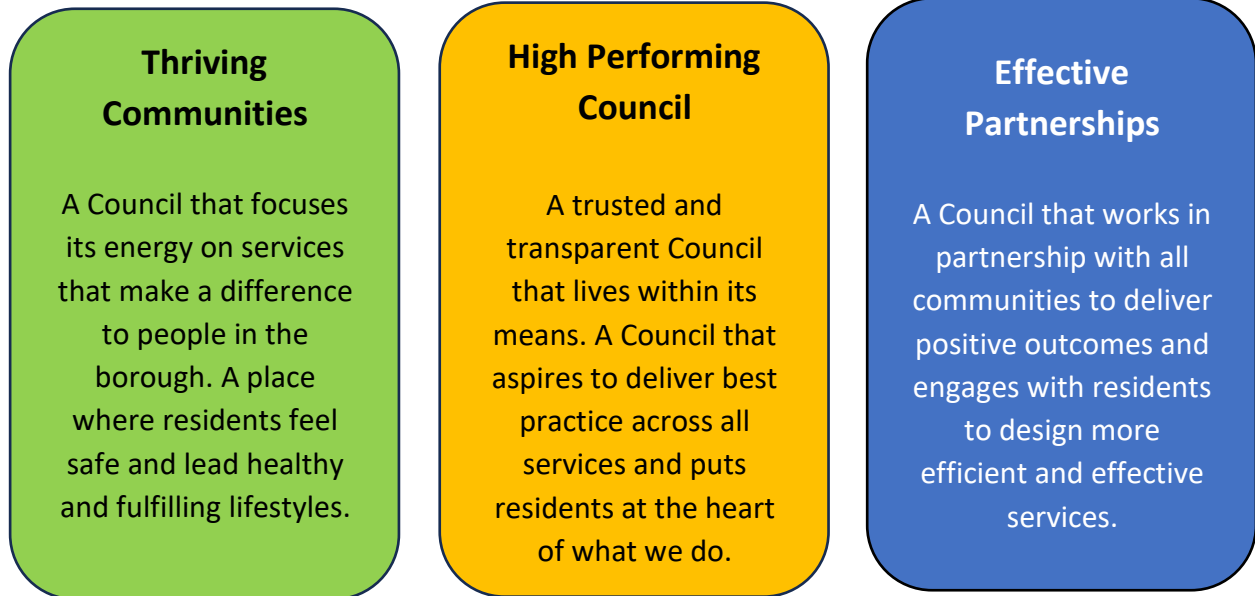 Thriving
Communities
A Council that focuses
its energy on services
that make a difference
to people in the
borough. A place
where residents feel
safe and lead healthy
and fulfilling lifestyles.
High Performing
Council
A trusted and
transparent Council
that lives within its
means. A Council that
aspires to deliver best
practice across all
services and puts
residents at the heart
of what we do.
Effective
Partnerships
A Council that works in
partnership with all
communities to deliver
positive outcomes and
engages with residents
to design more
efficient and effective
services.